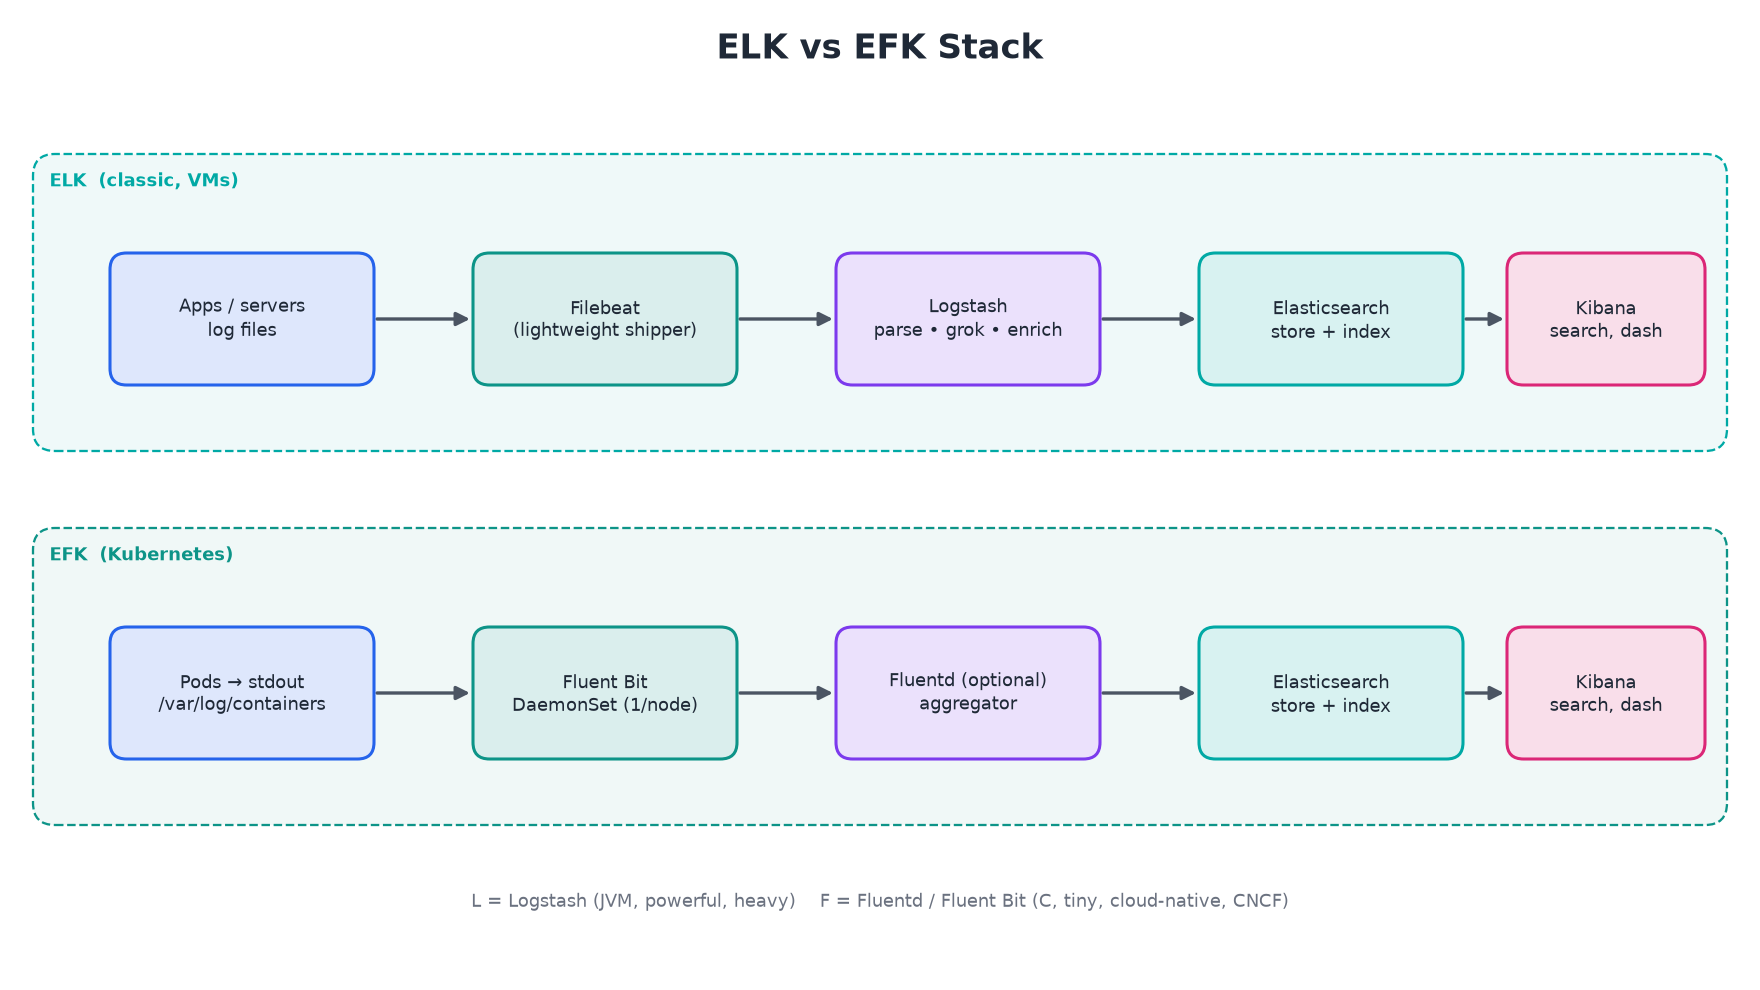 ELK vs EFK Stack
ELK (classic, VMs)
Apps / servers
log files
Filebeat
(lightweight shipper)
Logstash
parse • grok • enrich
Elasticsearch
store + index
Kibana
search, dash
EFK (Kubernetes)
Pods → stdout
/var/log/containers
Fluent Bit
DaemonSet (1/node)
Fluentd (optional)
aggregator
Elasticsearch
store + index
Kibana
search, dash
L = Logstash (JVM, powerful, heavy) F = Fluentd / Fluent Bit (C, tiny, cloud-native, CNCF)